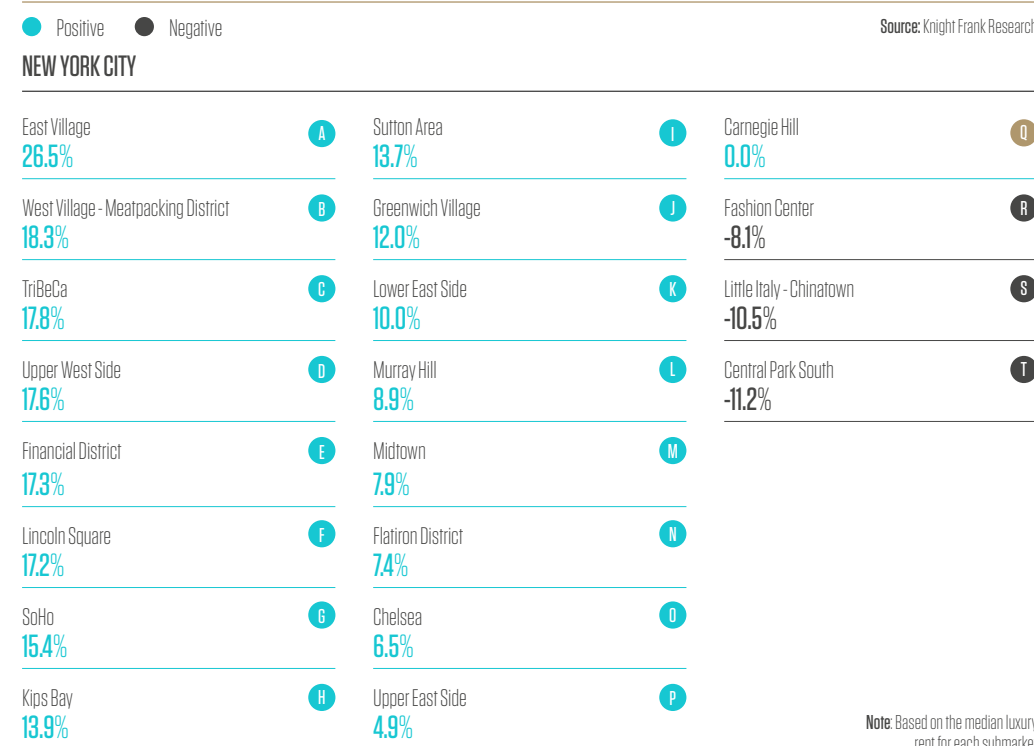 Positive
Negative
Source: Knight Frank Research
NEW YORK CITY
East Village
A
26.5%
West Village - Meatpacking District
B
18.3%
TriBeCa
C
17.8%
Upper West Side
D
17.6%
Financial District
E
17.3%
Lincoln Square
F
17.2%
SoHo
G
15.4%
Kips Bay
H
13.9%
Sutton Area
I
13.7%
Greenwich Village
J
12.0%
Lower East Side
K
10.0%
Murray Hill
L
8.9%
Midtown
M
7.9%
Flatiron District
N
7.4%
Chelsea
O
6.5%
Upper East Side
P
4.9%
Carnegie Hill
Q
0.0%
Fashion Center
R
-8.1%
Little Italy - Chinatown
S
-10.5%
Central Park South
T
-11.2%
Note: Based on the median luxury
rent for each submarke